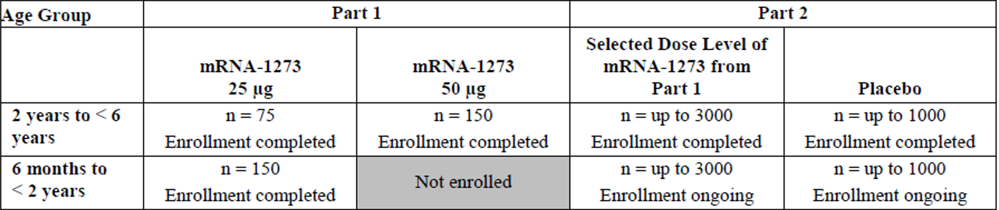 Age Group
Part 1
Part 2
mRNA-1273
25 µg
mRNA-1273
50 µg
Selected Dose Level of
mRNA-1273 from
Part 1
Placebo
2 years to < 6
years
n = 75
Enrollment completed
n = 150
Enrollment completed
n = up to 3000
Enrollment completed
n = up to 1000
Enrollment completed
6 months to
< 2 years
n = 150
Enrollment completed
Not enrolled
n = up to 3000
Enrollment ongoing
n = up to 1000
Enrollment ongoing